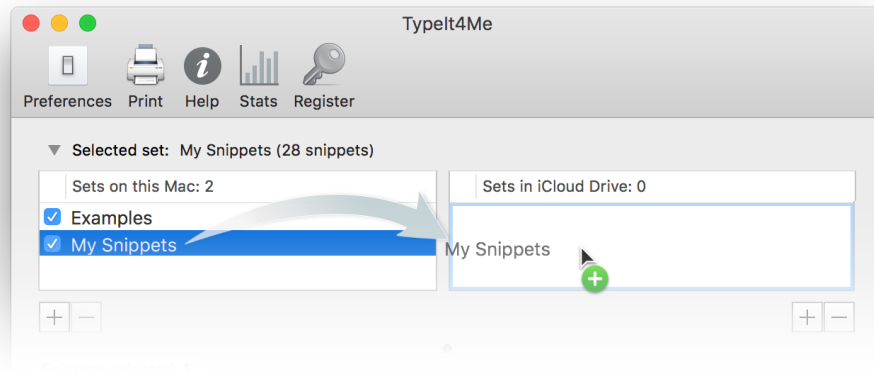 TypeIt4Me
Preferences Print Help Stats Register
Selected set: My Snippets (28 snippets)
Sets on this Mac: 2
Sets in iCloud Drive: 0
Examples
My Snippets
My Snippets